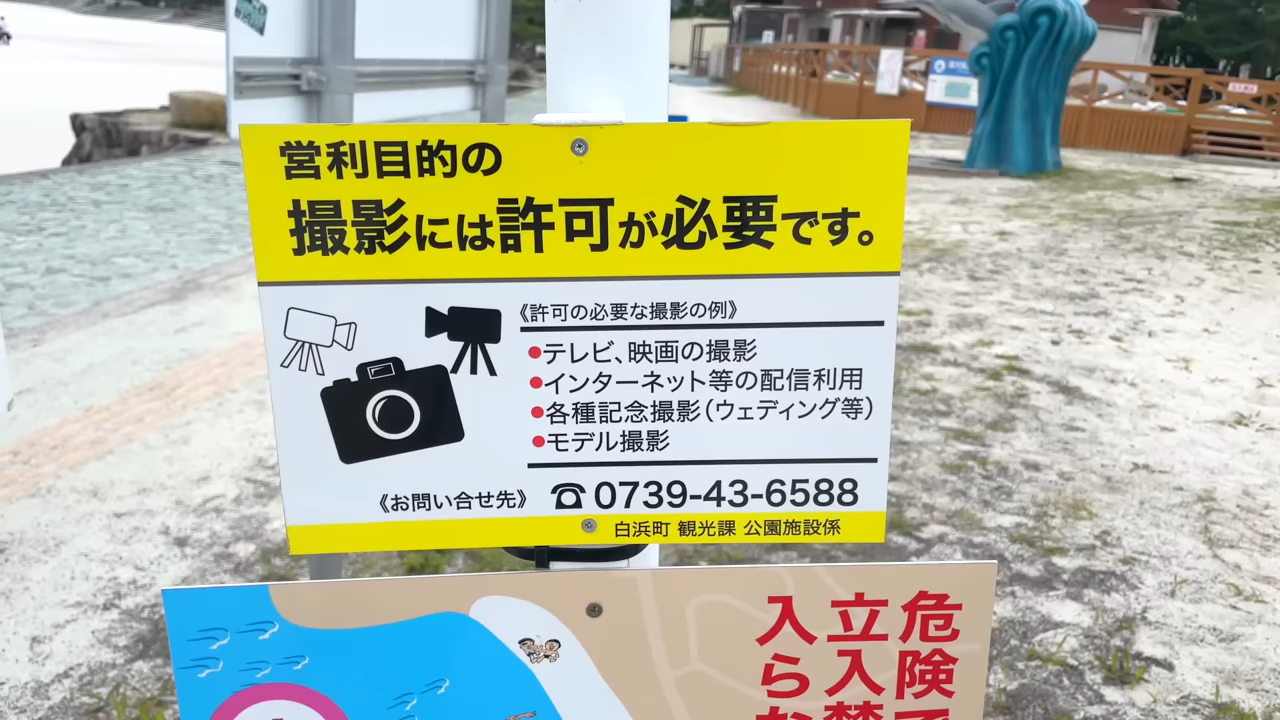 営利目的の
撮影には許可が必要です。
《許可の必要な撮影の例》
●テレビ、映画の撮影
●インターネット等の配信利用
●各種記念撮影(ウェディング等)
●モデル撮影
《お問い合せ先》 ☎0739-43-6588
白浜町 観光課 公園施設係
危険で
立入禁
入らな